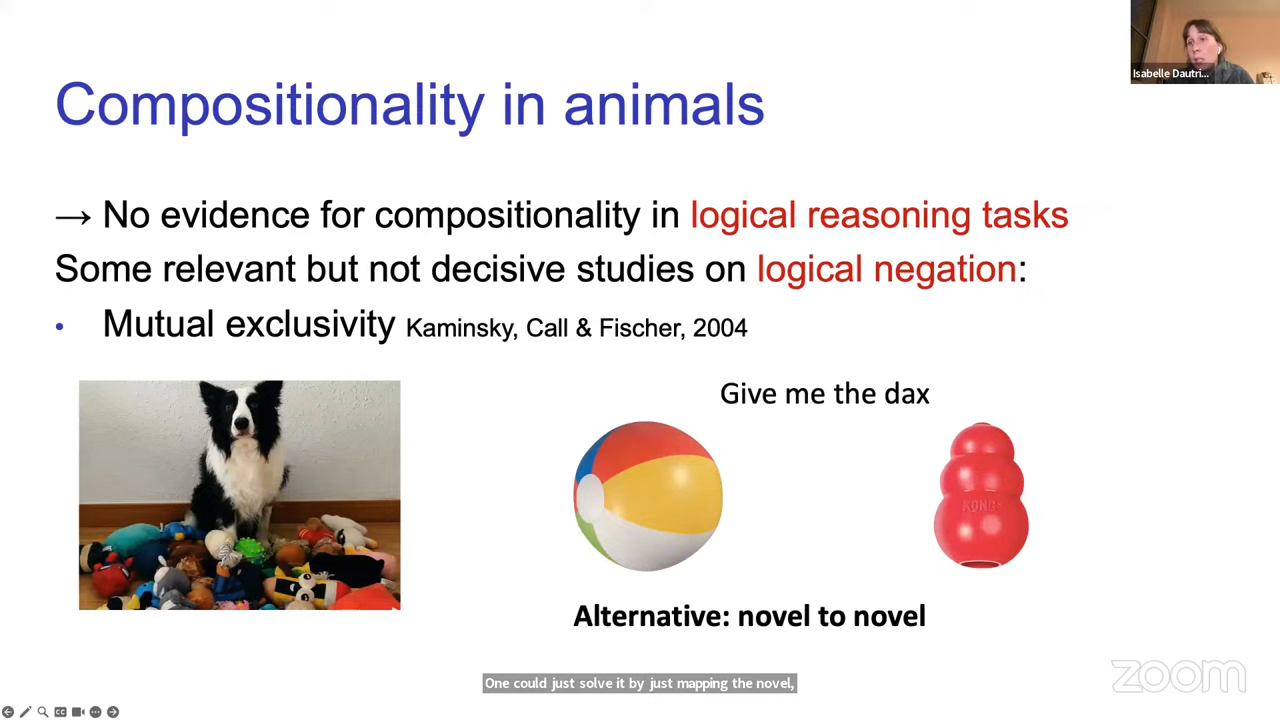 Isabelle Dautri...
Compositionality in animals
→ No evidence for compositionality in logical reasoning tasks
Some relevant but not decisive studies on logical negation:
• Mutual exclusivity Kaminsky, Call & Fischer, 2004
Give me the dax
KONG
Alternative: novel to novel
One could just solve it by just mapping the novel,
zoom